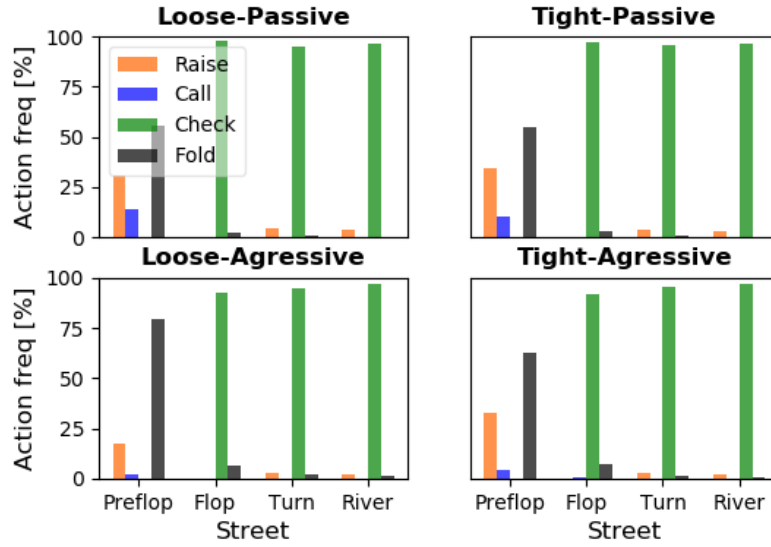 Loose-Passive
Tight-Passive
100
75
50
25
0
Action freq [%]
Raise
Call
Check
Fold
Loose-Agressive
Tight-Agressive
100
75
50
25
0
Action freq [%]
Preflop Flop Turn River
Preflop Flop Turn River
Street
Street